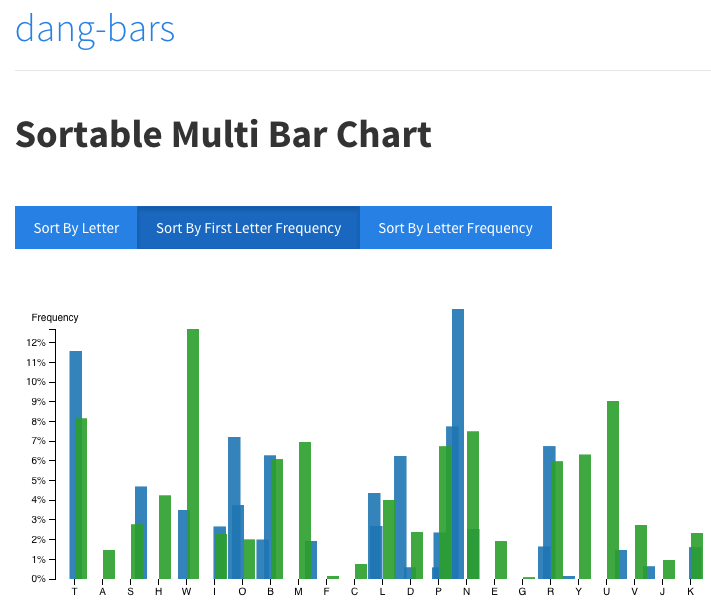 dang-bars
Sortable Multi Bar Chart
Sort By Letter Sort By First Letter Frequency Sort By Letter Frequency
Frequency
12%
11%
10%
9%
8%
7%
6%
5%
4%
3%
2%
1%
0%
T A S H W I O B M F C L D P N E G R Y U V J K